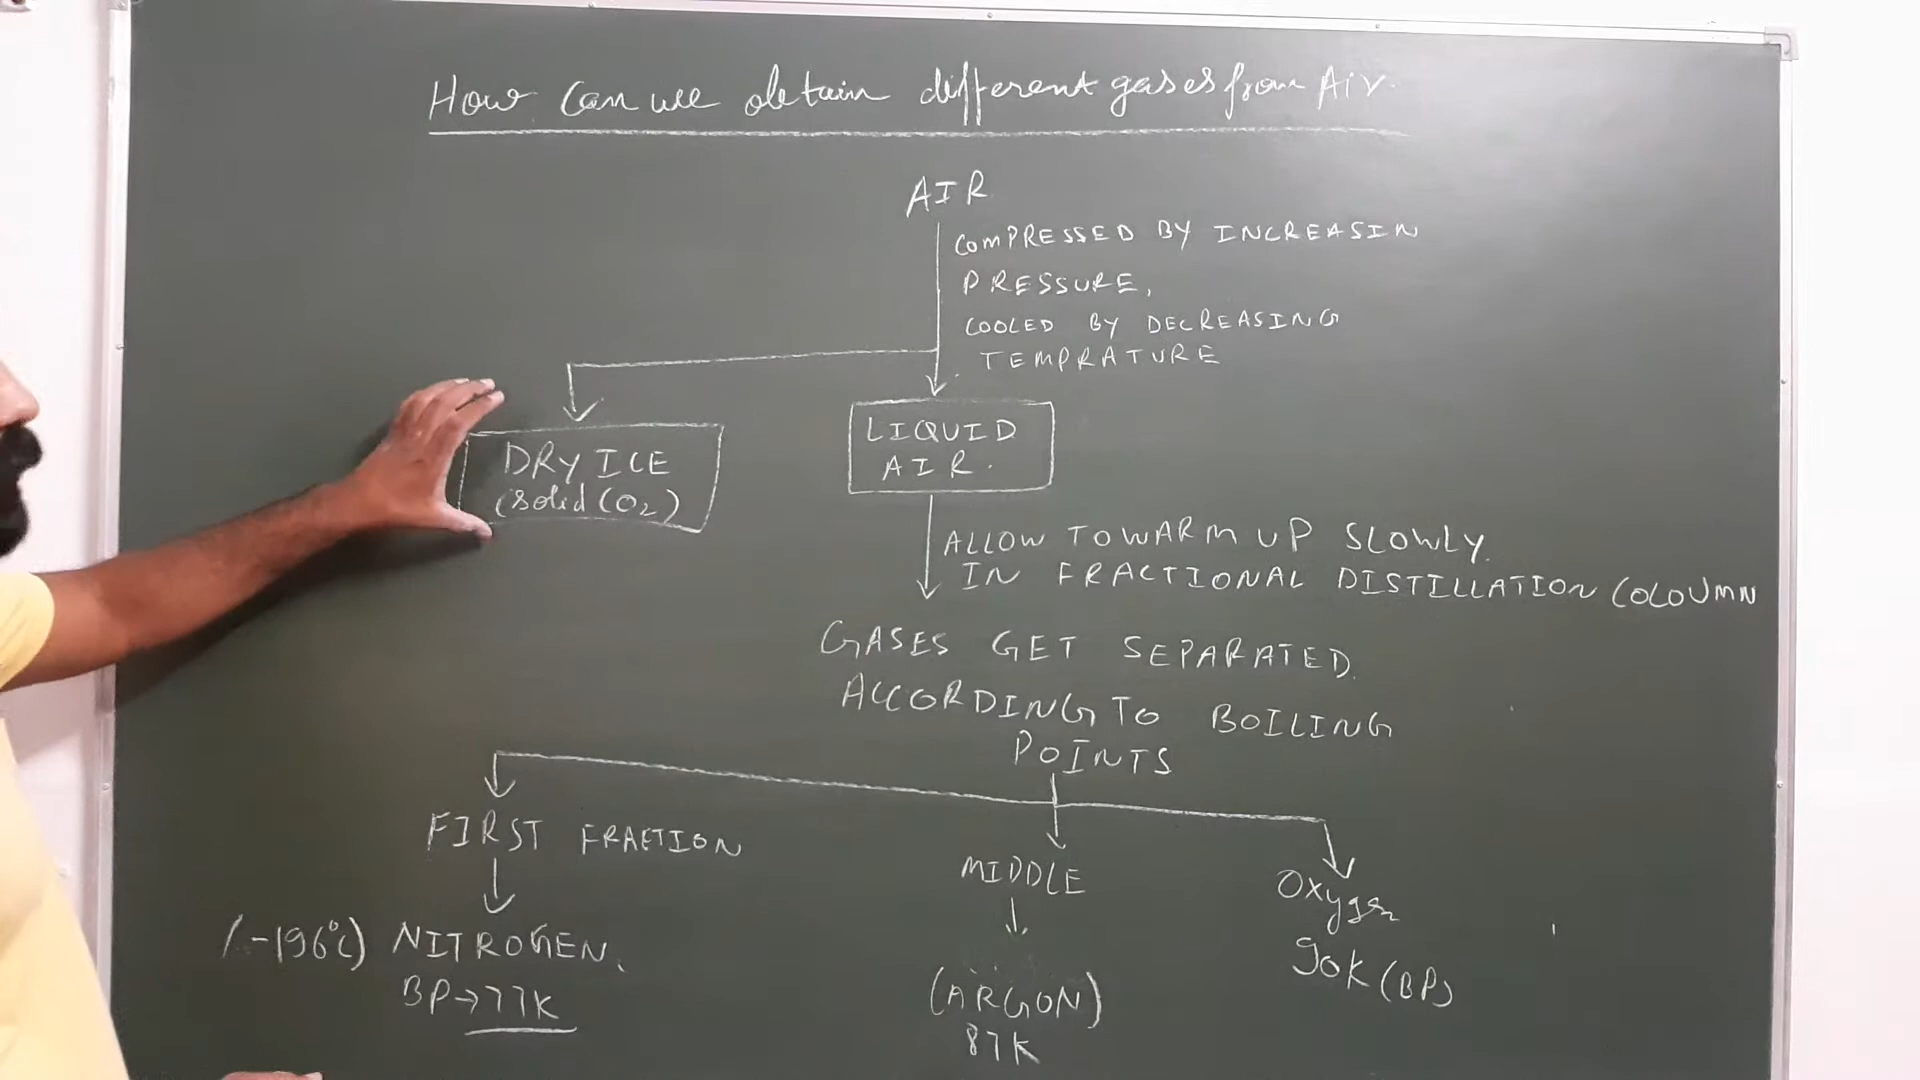 How can we obtain different gases from Air.
AIR
COMPRESSED BY INCREASIN
PRESSURE,
COOLED BY DECREASING
TEMPRATURE
DRY ICE
(solid CO2)
LIQUID
AIR.
ALLOW TO WARM UP SLOWLY.
IN FRACTIONAL DISTILLATION COLOUMN
GASES GET SEPARATED.
ACCORDING TO BOILING
POINTS
FIRST FRACTION
MIDDLE
Oxygen
(-196°C) NITROGEN.
90K (BP)
BP→77K
(ARGON)
87K